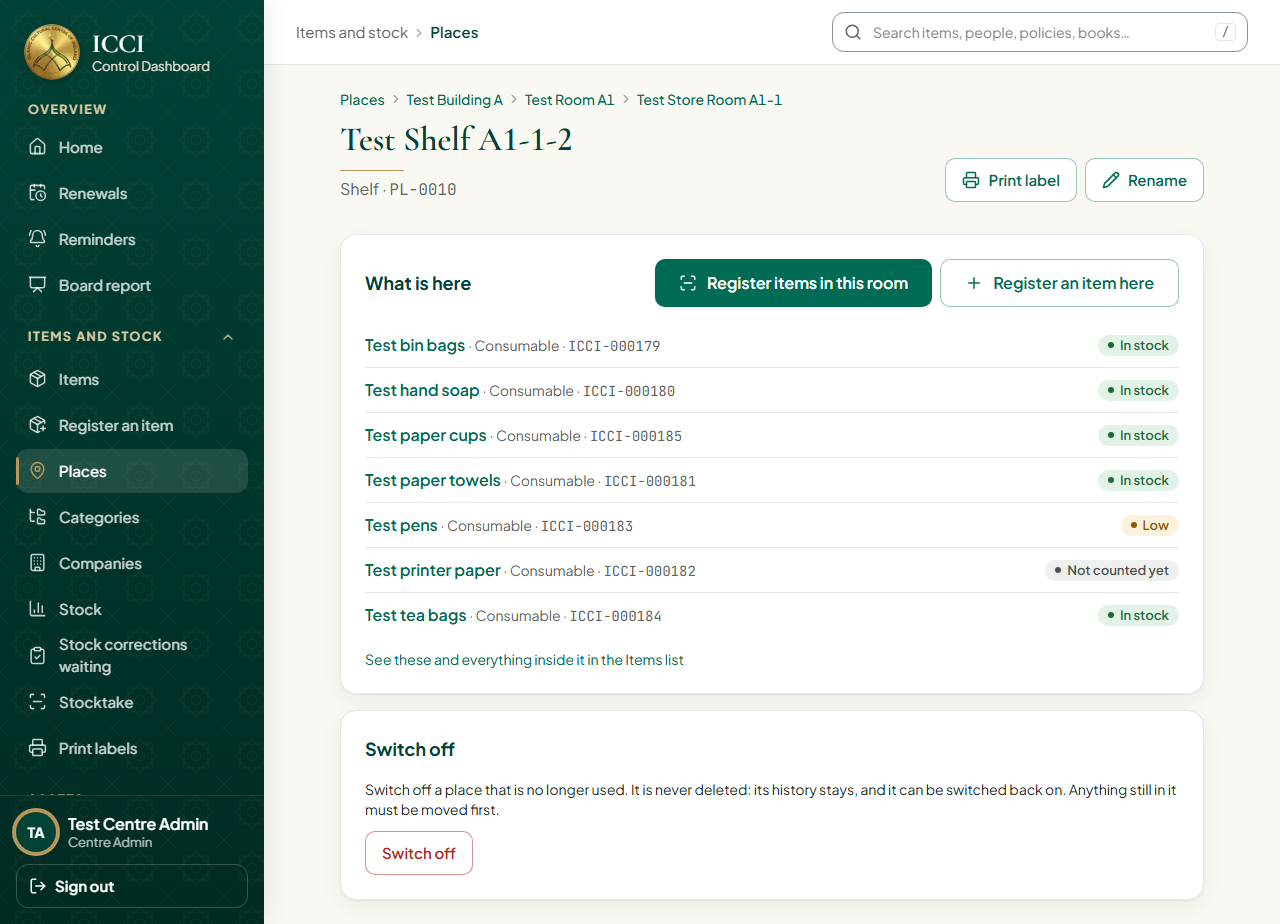 ICCI
Control Dashboard
OVERVIEW
Home
Renewals
Reminders
Board report
ITEMS AND STOCK
Items
Register an item
Places
Categories
Companies
Stock
Stock corrections
waiting
Stocktake
Print labels
TA
Test Centre Admin
Centre Admin
Sign out
Items and stock › Places
Search items, people, policies, books… /
Places › Test Building A › Test Room A1 › Test Store Room A1-1
Test Shelf A1-1-2
Shelf · PL-0010
Print label
Rename
What is here
Register items in this room
Register an item here
Test bin bags · Consumable · ICCI-000179 In stock
Test hand soap · Consumable · ICCI-000180 In stock
Test paper cups · Consumable · ICCI-000185 In stock
Test paper towels · Consumable · ICCI-000181 In stock
Test pens · Consumable · ICCI-000183 Low
Test printer paper · Consumable · ICCI-000182 Not counted yet
Test tea bags · Consumable · ICCI-000184 In stock
See these and everything inside it in the Items list
Switch off
Switch off a place that is no longer used. It is never deleted: its history stays, and it can be switched back on. Anything still in it
must be moved first.
Switch off